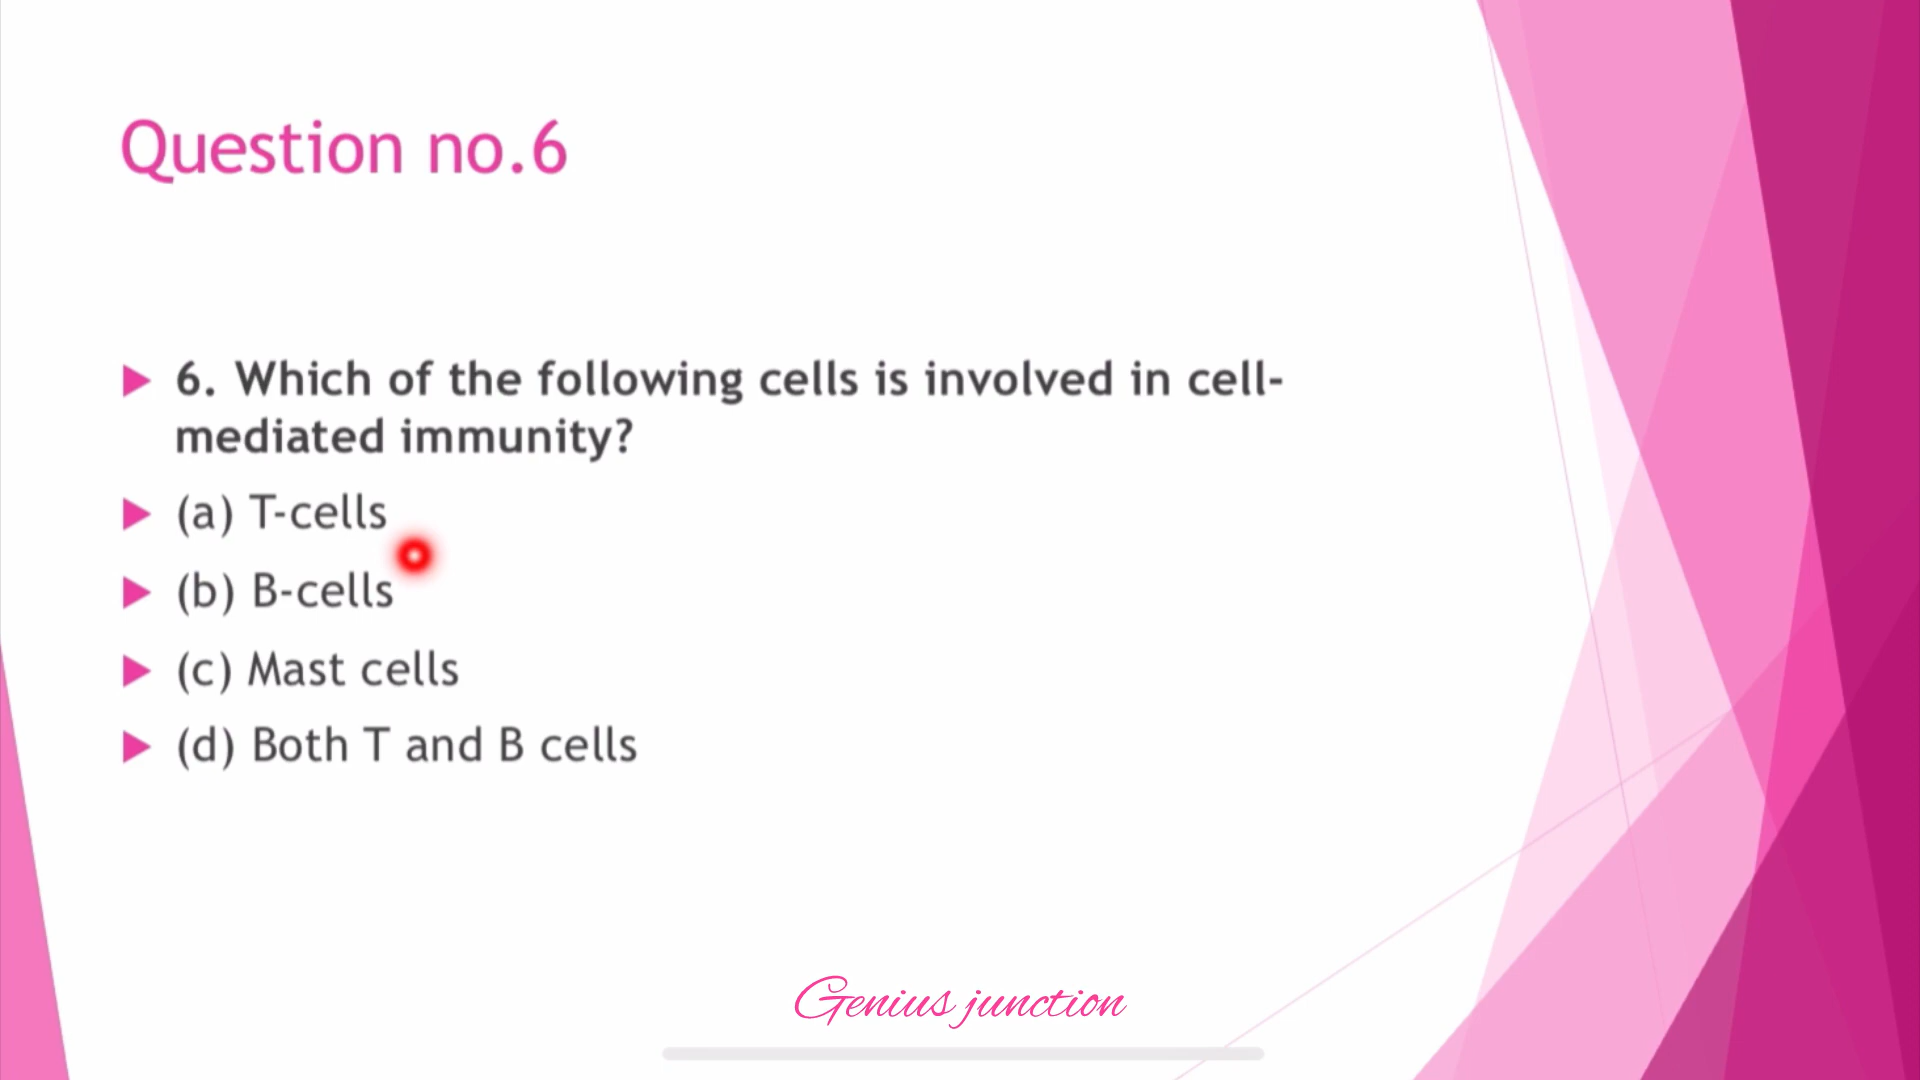 Question no.6
6. Which of the following cells is involved in cell-
mediated immunity?
(a) T-cells
(b) B-cells
(c) Mast cells
(d) Both T and B cells
Genius junction